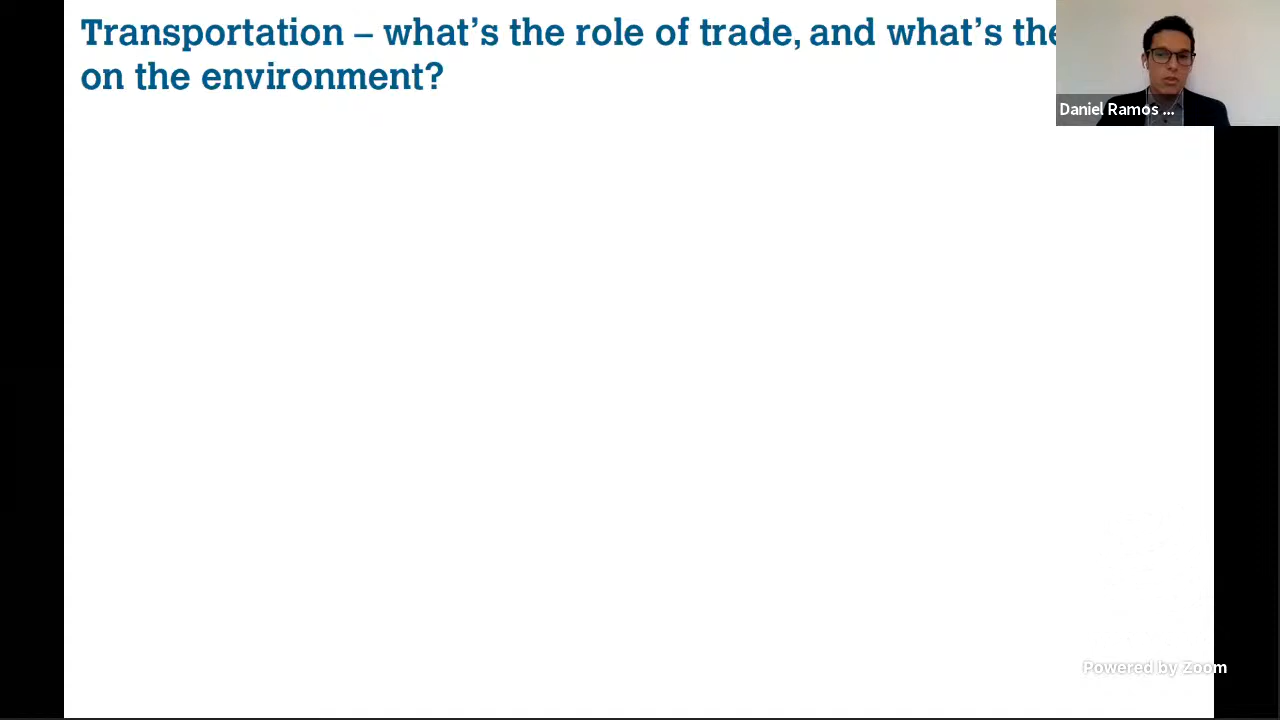 Transportation – what's the role of trade, and what's the
on the environment?
Daniel Ramos ...
Powered by Zoom